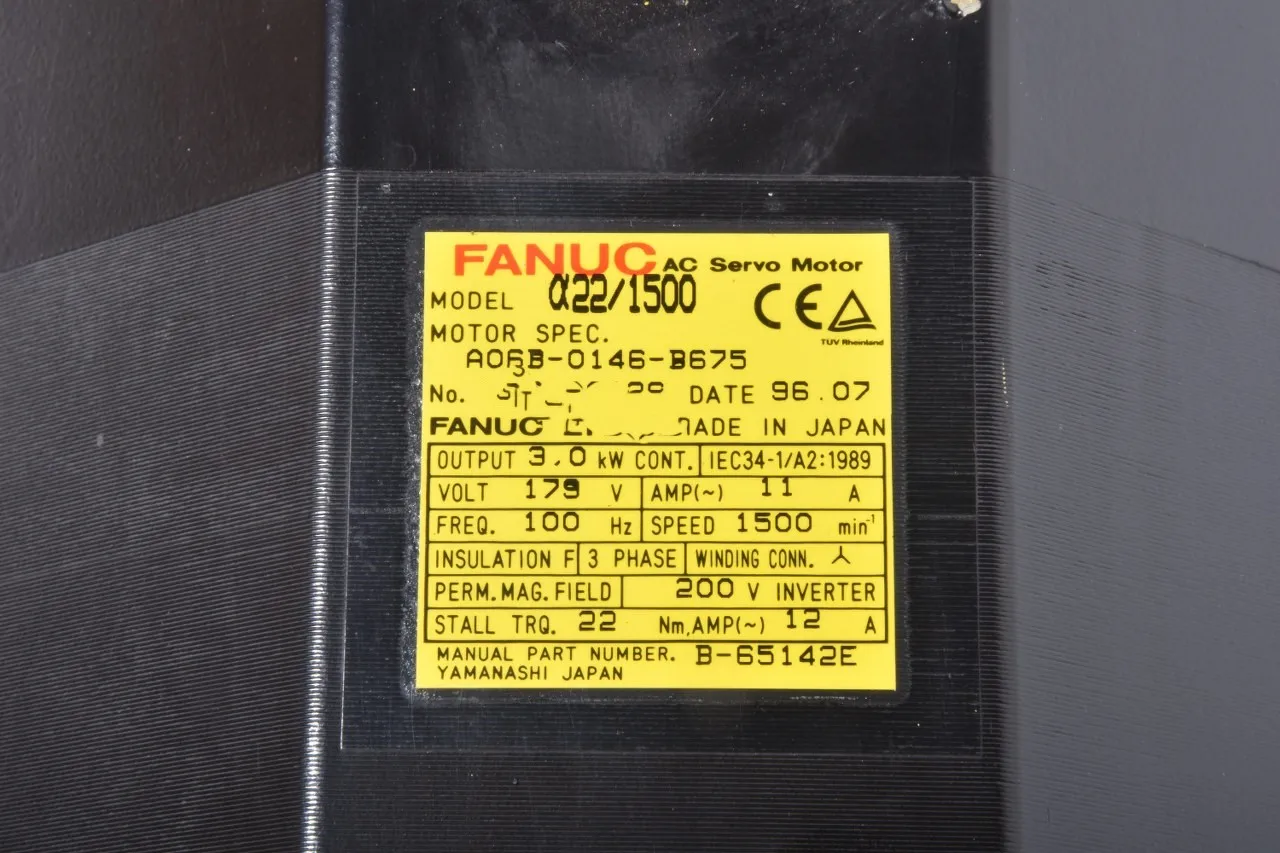 FANUC AC Servo Motor
MODEL α22/1500
CE
TÜV Rheinland
MOTOR SPEC.
A06B-0146-B675
No. DATE 96.07
FANUC MADE IN JAPAN
OUTPUT 3.0 kW CONT. IEC34-1/A2:1989
VOLT 179 V AMP(~) 11 A
FREQ. 100 Hz SPEED 1500 min⁻¹
INSULATION F 3 PHASE WINDING CONN. 人
PERM.MAG.FIELD 200 V INVERTER
STALL TRQ. 22 Nm,AMP(~) 12 A
MANUAL PART NUMBER. B-65142E
YAMANASHI JAPAN